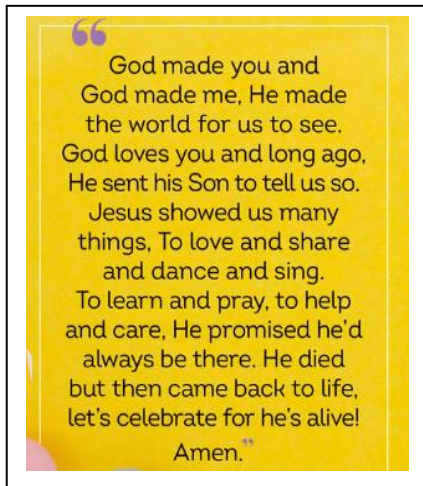 “
God made you and
God made me, He made
the world for us to see.
God loves you and long ago,
He sent his Son to tell us so.
Jesus showed us many
things, To love and share
and dance and sing.
To learn and pray, to help
and care, He promised he’d
always be there. He died
but then came back to life,
let’s celebrate for he’s alive!
Amen.”